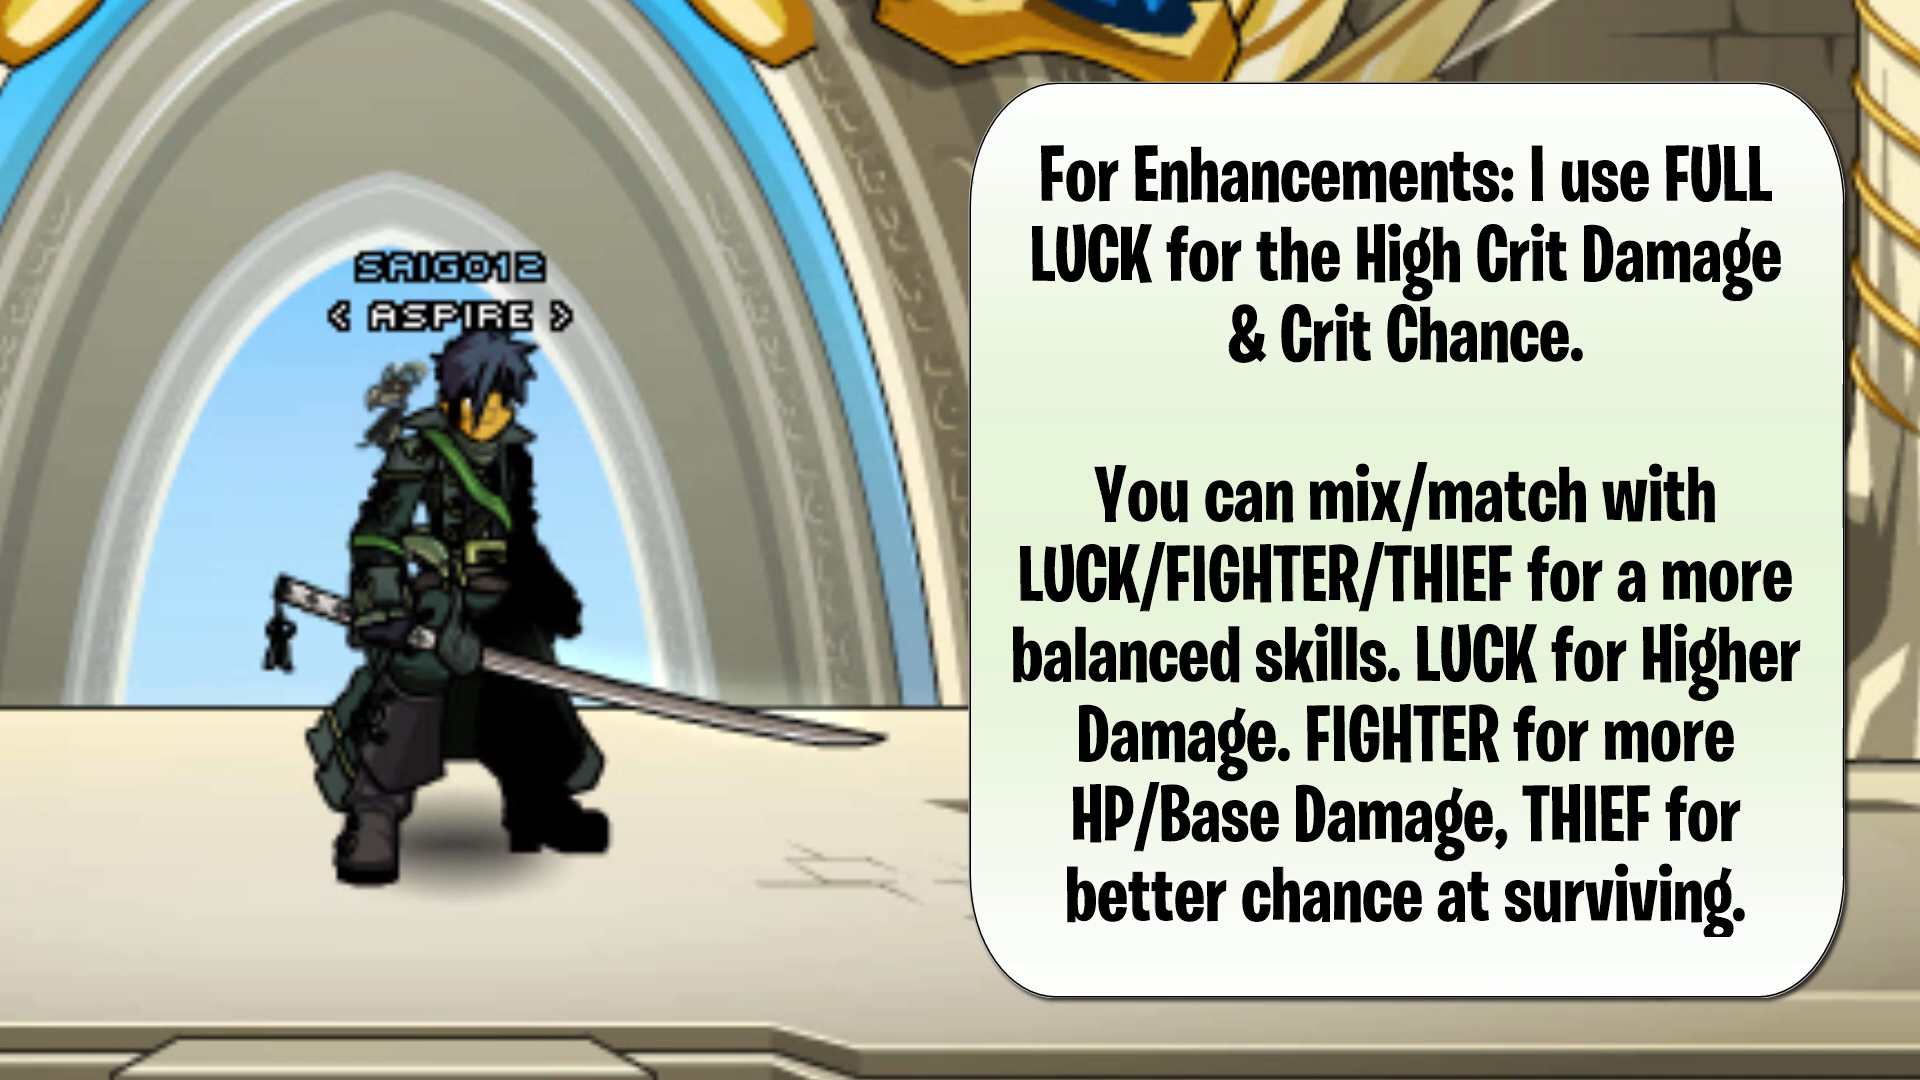 SAIGO12
< ASPIRE >
For Enhancements: I use FULL
LUCK for the High Crit Damage
& Crit Chance.
You can mix/match with
LUCK/FIGHTER/THIEF for a more
balanced skills. LUCK for Higher
Damage. FIGHTER for more
HP/Base Damage, THIEF for
better chance at surviving.